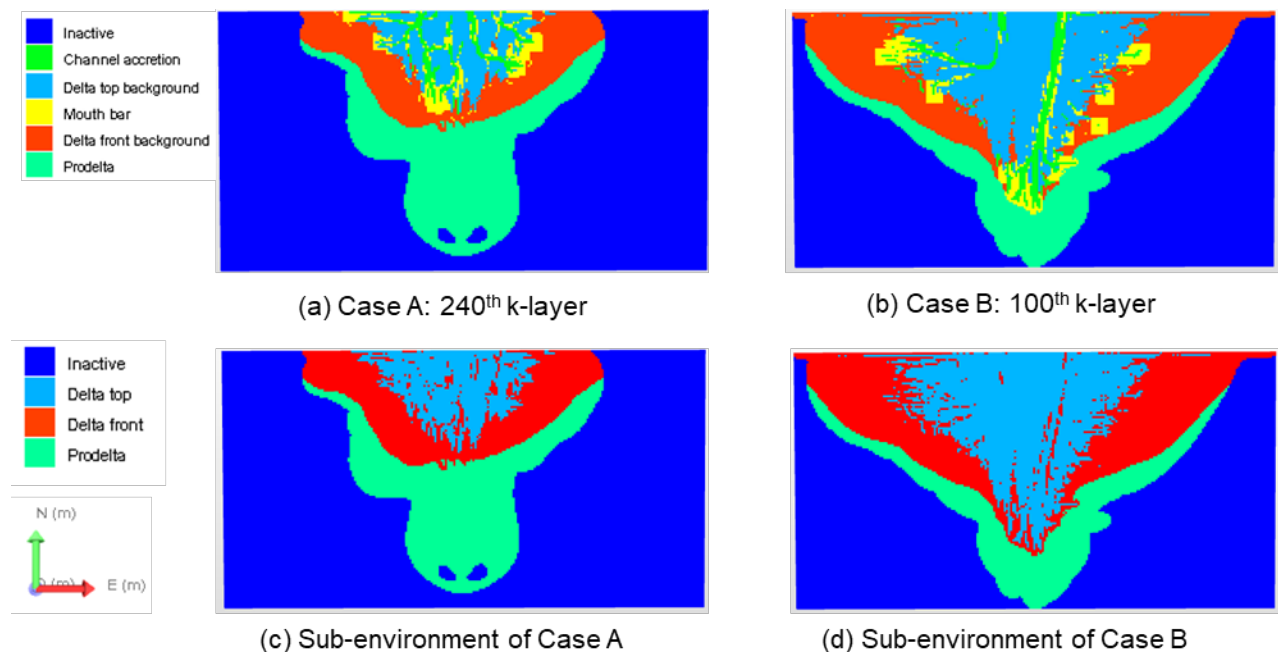 Inactive
Channel accretion
Delta top background
Mouth bar
Delta front background
Prodelta
(a) Case A: 240th k-layer
(b) Case B: 100th k-layer
Inactive
Delta top
Delta front
Prodelta
N (m)
E (m)
(c) Sub-environment of Case A
(d) Sub-environment of Case B